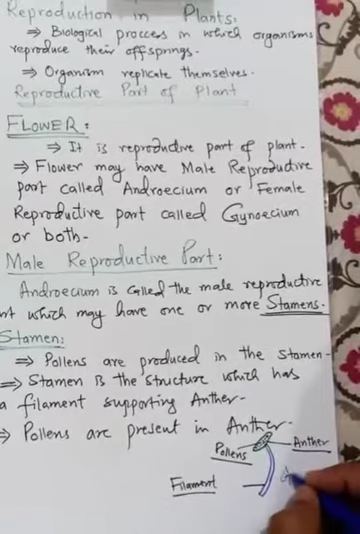 Reproduction in Plants:
⇒ Biological proccess in which organisms
reproduce their offsprings.
⇒ Organism replicate themselves.
Reproductive Part of Plant
FLOWER:
⇒ It is reproductive part of plant.
⇒ Flower may have Male Reproductive
part called Androecium or Female
Reproductive part called Gynoecium
or both.
Male Reproductive Part:
Androecium is called the male reproductive
which may have one or more Stamens.
Stamen:
⇒ Pollens are produced in the stamen.
⇒ Stamen is the structure which has
a filament supporting Anther.
⇒ Pollens are present in Anther.
Pollens Anther
Filament